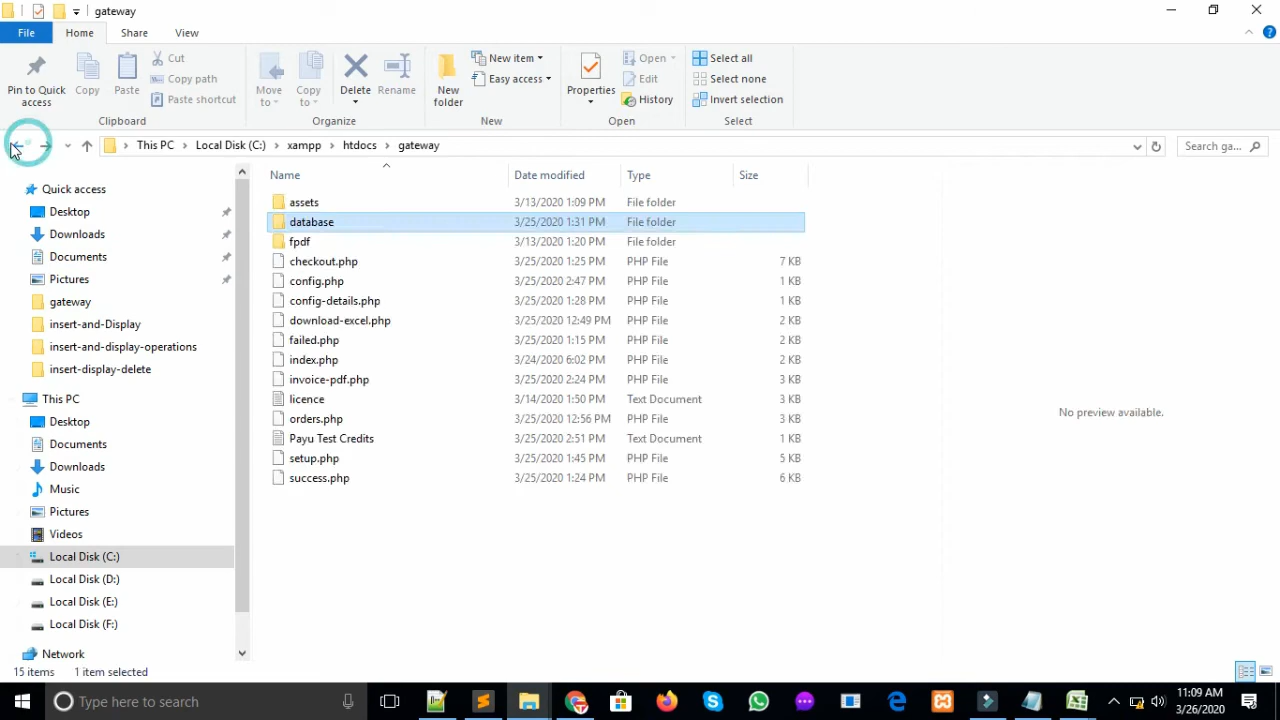 gateway
File Home Share View
Pin to Quick access
Copy
Paste
Cut
Copy path
Paste shortcut
Clipboard
Move to
Copy to
Delete
Rename
Organize
New folder
New item
Easy access
New
Properties
Open
Edit
History
Open
Select all
Select none
Invert selection
Select
This PC Local Disk (C:) xampp htdocs gateway
Search ga...
Quick access
Desktop
Downloads
Documents
Pictures
gateway
insert-and-Display
insert-and-display-operations
insert-display-delete
This PC
Desktop
Documents
Downloads
Music
Pictures
Videos
Local Disk (C:)
Local Disk (D:)
Local Disk (E:)
Local Disk (F:)
Network
Name Date modified Type Size
assets 3/13/2020 1:09 PM File folder
database 3/25/2020 1:31 PM File folder
fpdf 3/13/2020 1:20 PM File folder
checkout.php 3/25/2020 1:25 PM PHP File 7 KB
config.php 3/25/2020 2:47 PM PHP File 1 KB
config-details.php 3/25/2020 1:28 PM PHP File 1 KB
download-excel.php 3/25/2020 12:49 PM PHP File 2 KB
failed.php 3/25/2020 1:15 PM PHP File 2 KB
index.php 3/24/2020 6:02 PM PHP File 2 KB
invoice-pdf.php 3/25/2020 2:24 PM PHP File 3 KB
licence 3/14/2020 1:50 PM Text Document 3 KB
orders.php 3/25/2020 12:56 PM PHP File 3 KB
Payu Test Credits 3/25/2020 2:51 PM Text Document 1 KB
setup.php 3/25/2020 1:45 PM PHP File 5 KB
success.php 3/25/2020 1:24 PM PHP File 6 KB
No preview available.
15 items 1 item selected
Type here to search
11:09 AM
3/26/2020